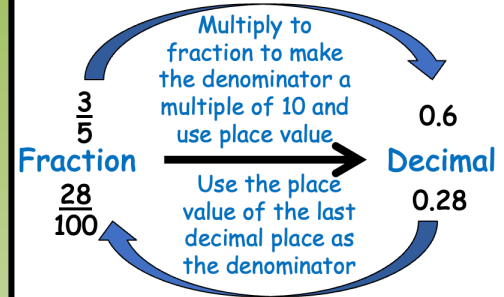 Multiply to
fraction to make
the denominator a
multiple of 10 and
use place value
3
5
0.6
Fraction
Decimal
28
100
0.28
Use the place
value of the last
decimal place as
the denominator